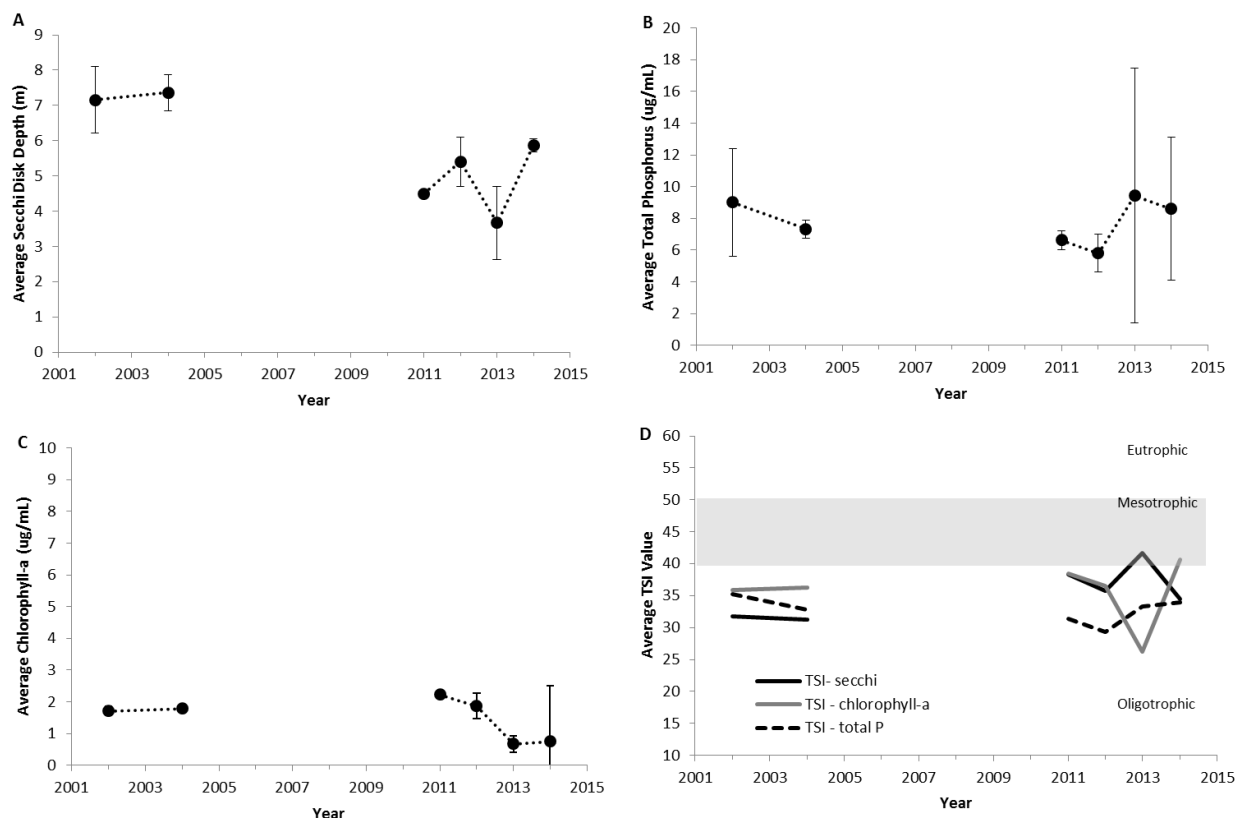 A
Average Secchi Disk Depth (m)
9
8
7
6
5
4
3
2
1
0
2001 2003 2005 2007 2009 2011 2013 2015
Year
B
Average Total Phosphorus (ug/mL)
20
18
16
14
12
10
8
6
4
2
0
2001 2003 2005 2007 2009 2011 2013 2015
Year
C
Average Chlorophyll-a (ug/mL)
10
9
8
7
6
5
4
3
2
1
0
2001 2003 2005 2007 2009 2011 2013 2015
Year
D
Average TSI Value
60
55
50
45
40
35
30
25
20
15
10
Eutrophic
Mesotrophic
Oligotrophic
TSI- secchi
TSI - chlorophyll-a
TSI - total P
2001 2003 2005 2007 2009 2011 2013 2015
Year